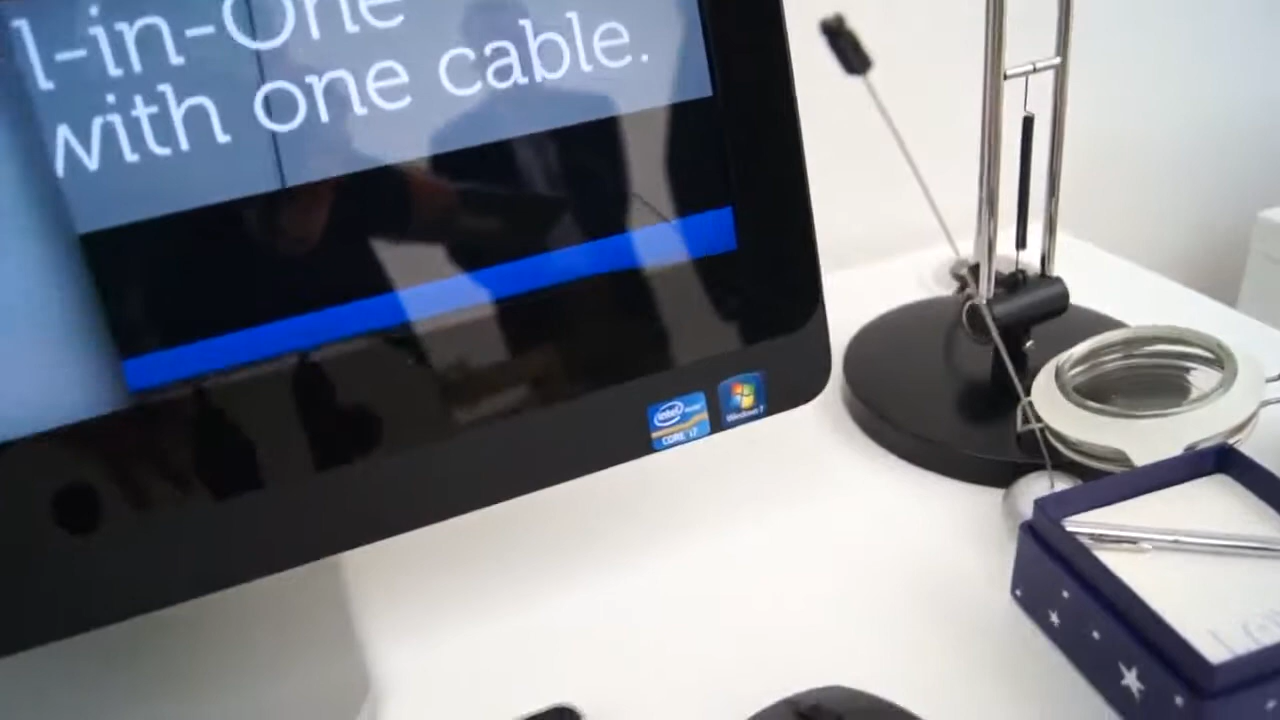 l-in-One
with one cable.
intel
CORE i7
Windows 7